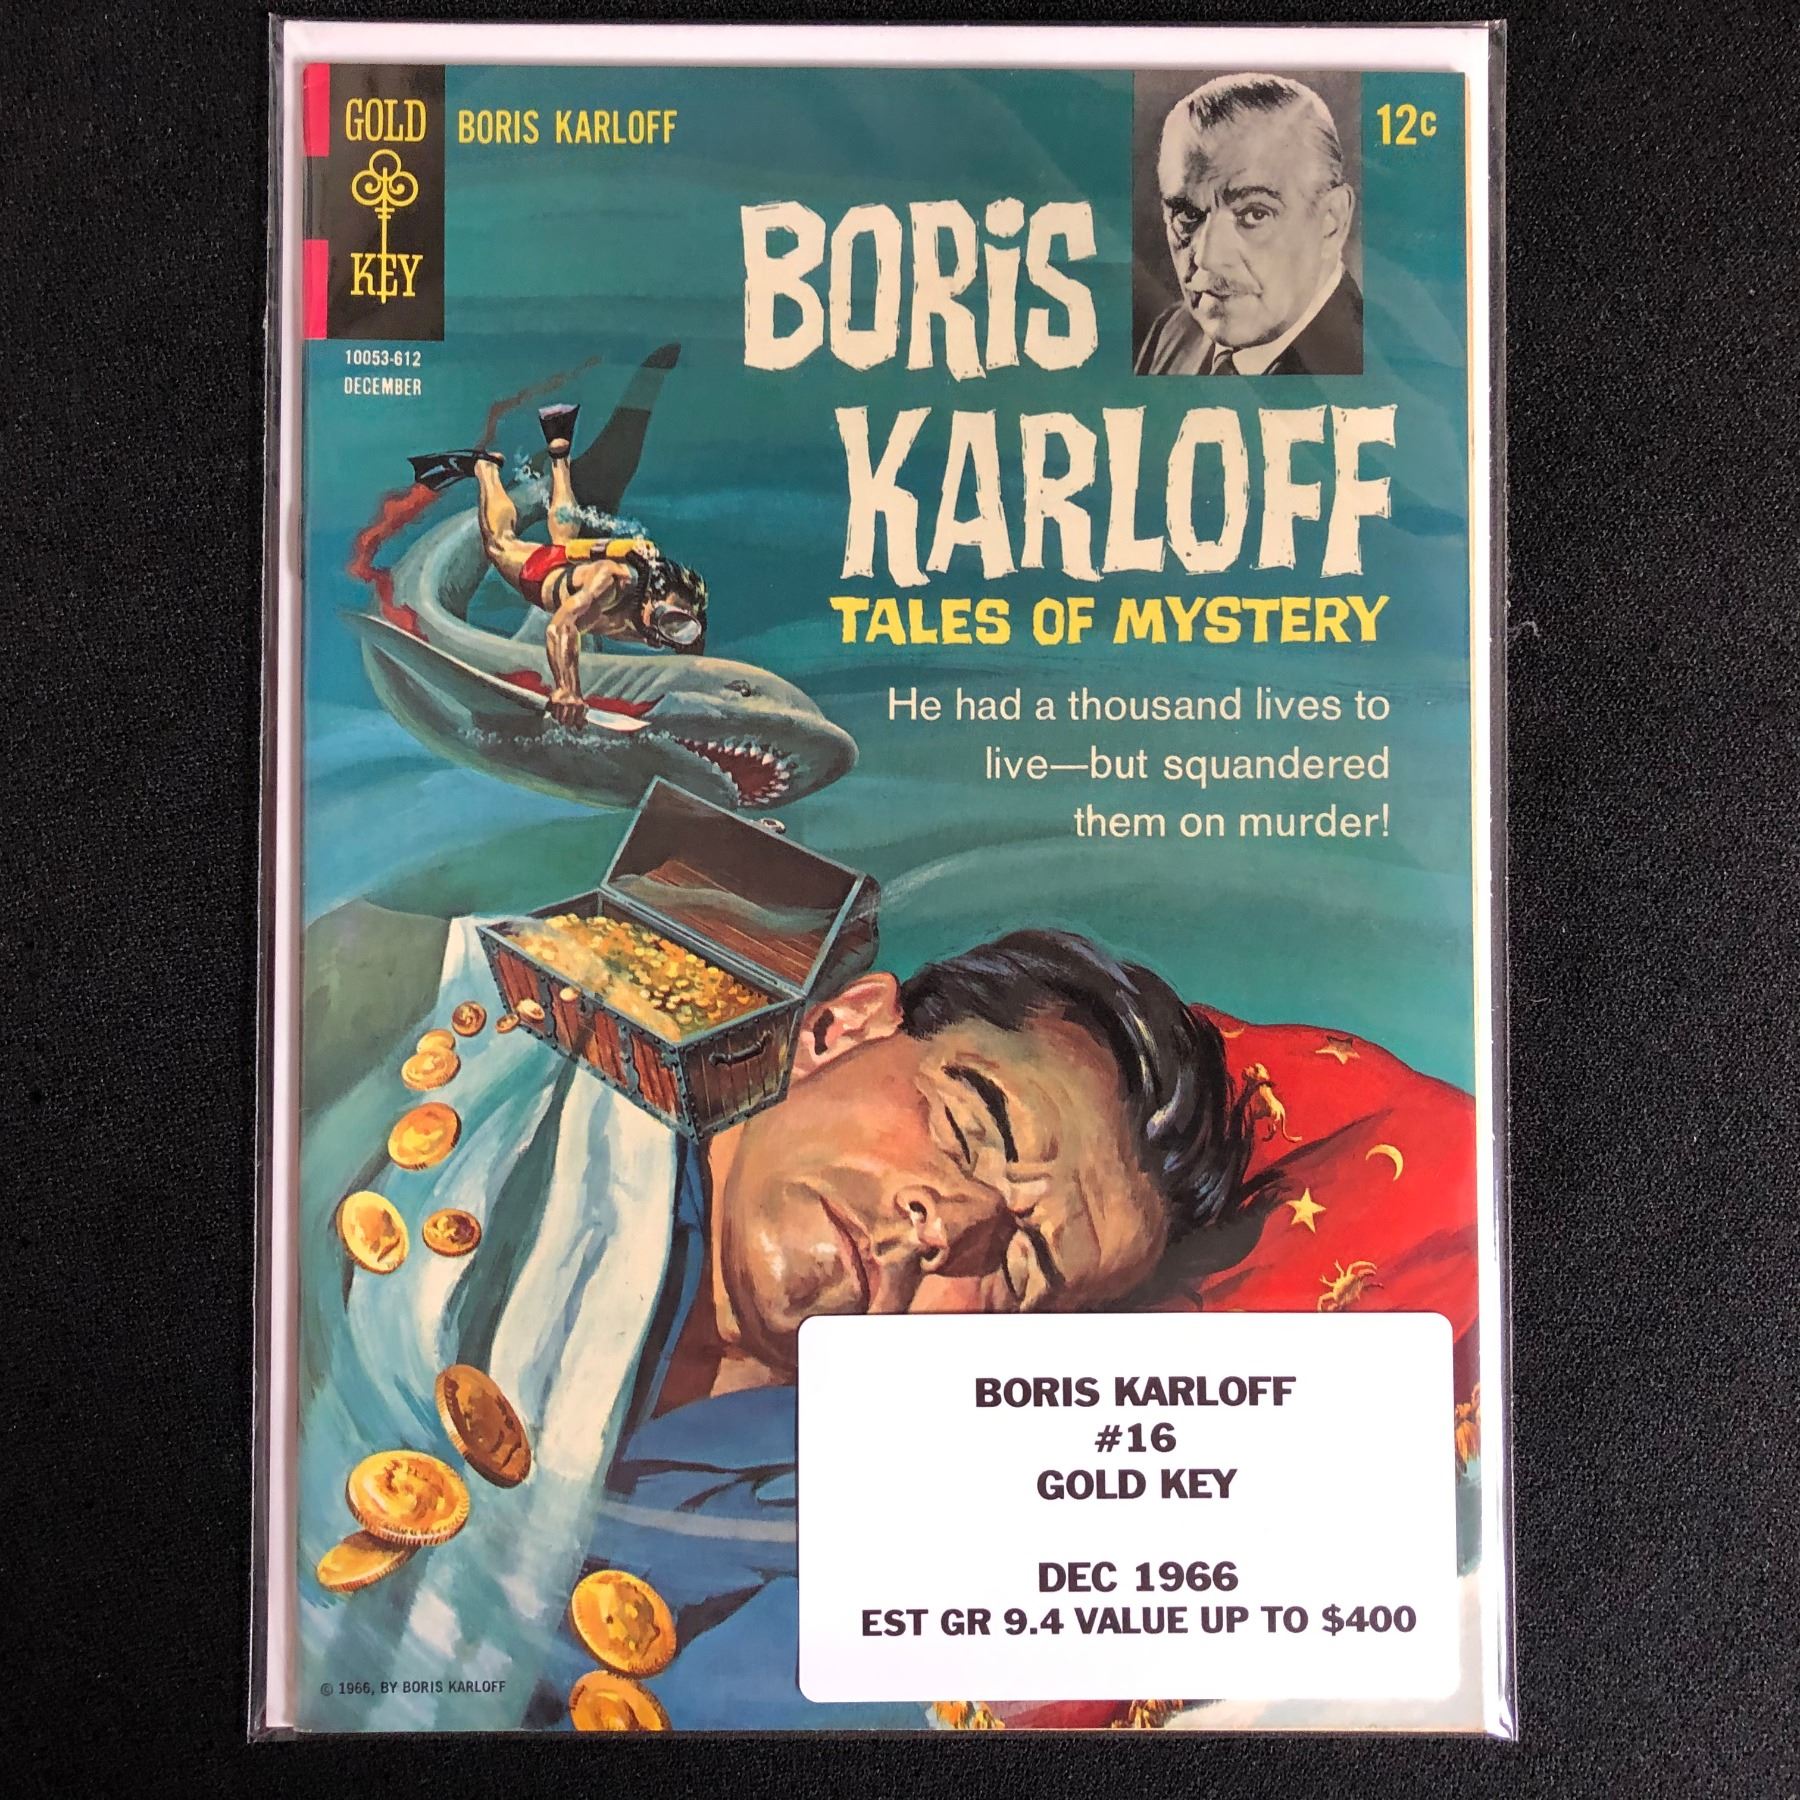 GOLD
KEY
BORIS KARLOFF
12c
10053-612
DECEMBER
BORiS
KARLOFF
TALES OF MYSTERY
He had a thousand lives to
live—but squandered
them on murder!
BORIS KARLOFF
#16
GOLD KEY
DEC 1966
EST GR 9.4 VALUE UP TO $400
© 1966, BY BORIS KARLOFF